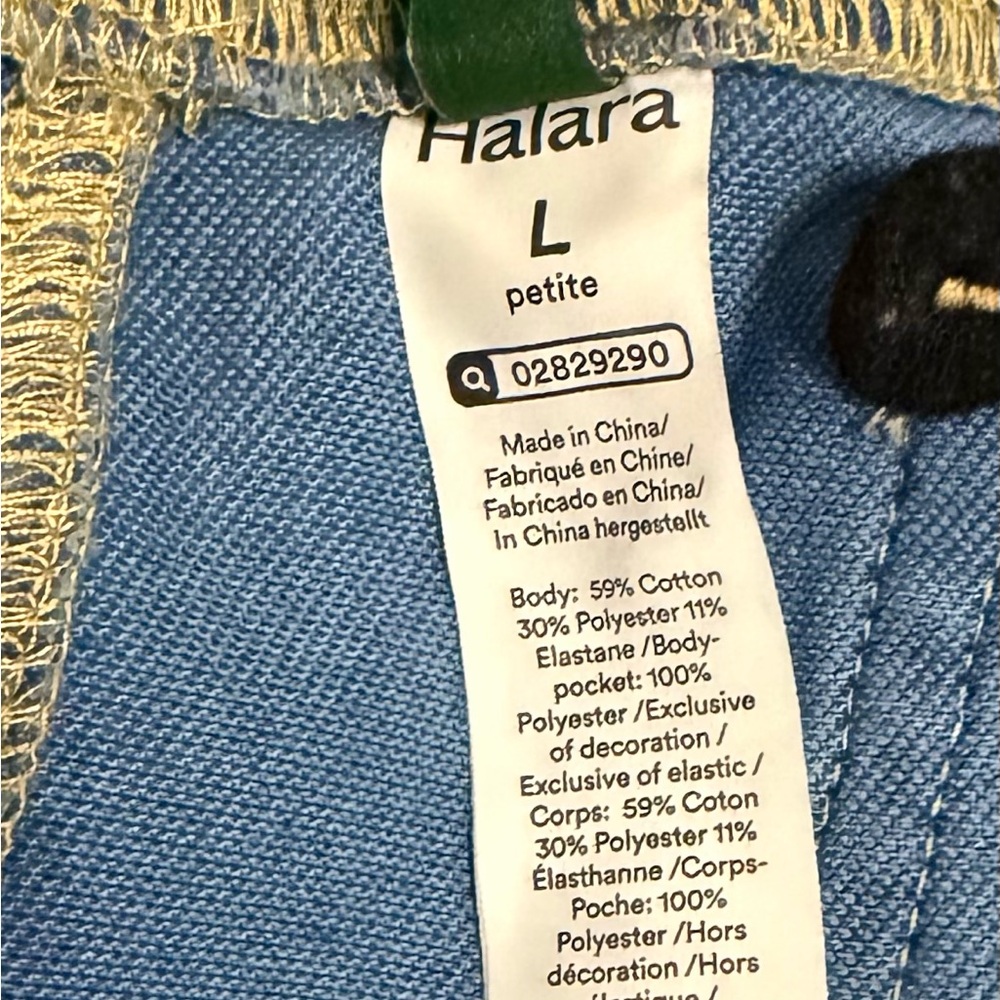 Halara
L
petite
02829290
Made in China/
Fabriqué en Chine/
Fabricado en China/
In China hergestellt
Body: 59% Cotton
30% Polyester 11%
Elastane /Body-
pocket: 100%
Polyester /Exclusive
of decoration /
Exclusive of elastic /
Corps: 59% Coton
30% Polyester 11%
Élasthanne /Corps-
Poche: 100%
Polyester /Hors
décoration /Hors